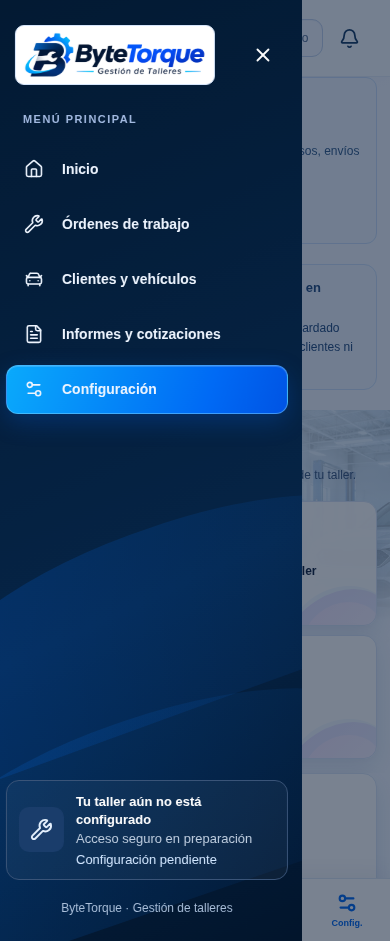 ByteTorque
Gestión de Talleres
o
MENÚ PRINCIPAL
Inicio
sos, envíos
Órdenes de trabajo
Clientes y vehículos
en
Informes y cotizaciones
ardado
clientes ni
Configuración
de tu taller.
ller
Tu taller aún no está
configurado
Acceso seguro en preparación
Configuración pendiente
ByteTorque · Gestión de talleres
Config.